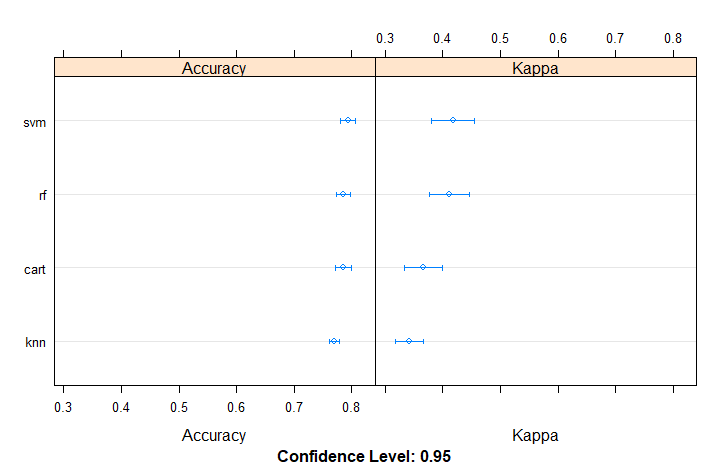 0.3 0.4 0.5 0.6 0.7 0.8
Accuracy Kappa
svm
rf
cart
knn
0.3 0.4 0.5 0.6 0.7 0.8
Accuracy Kappa
Confidence Level: 0.95